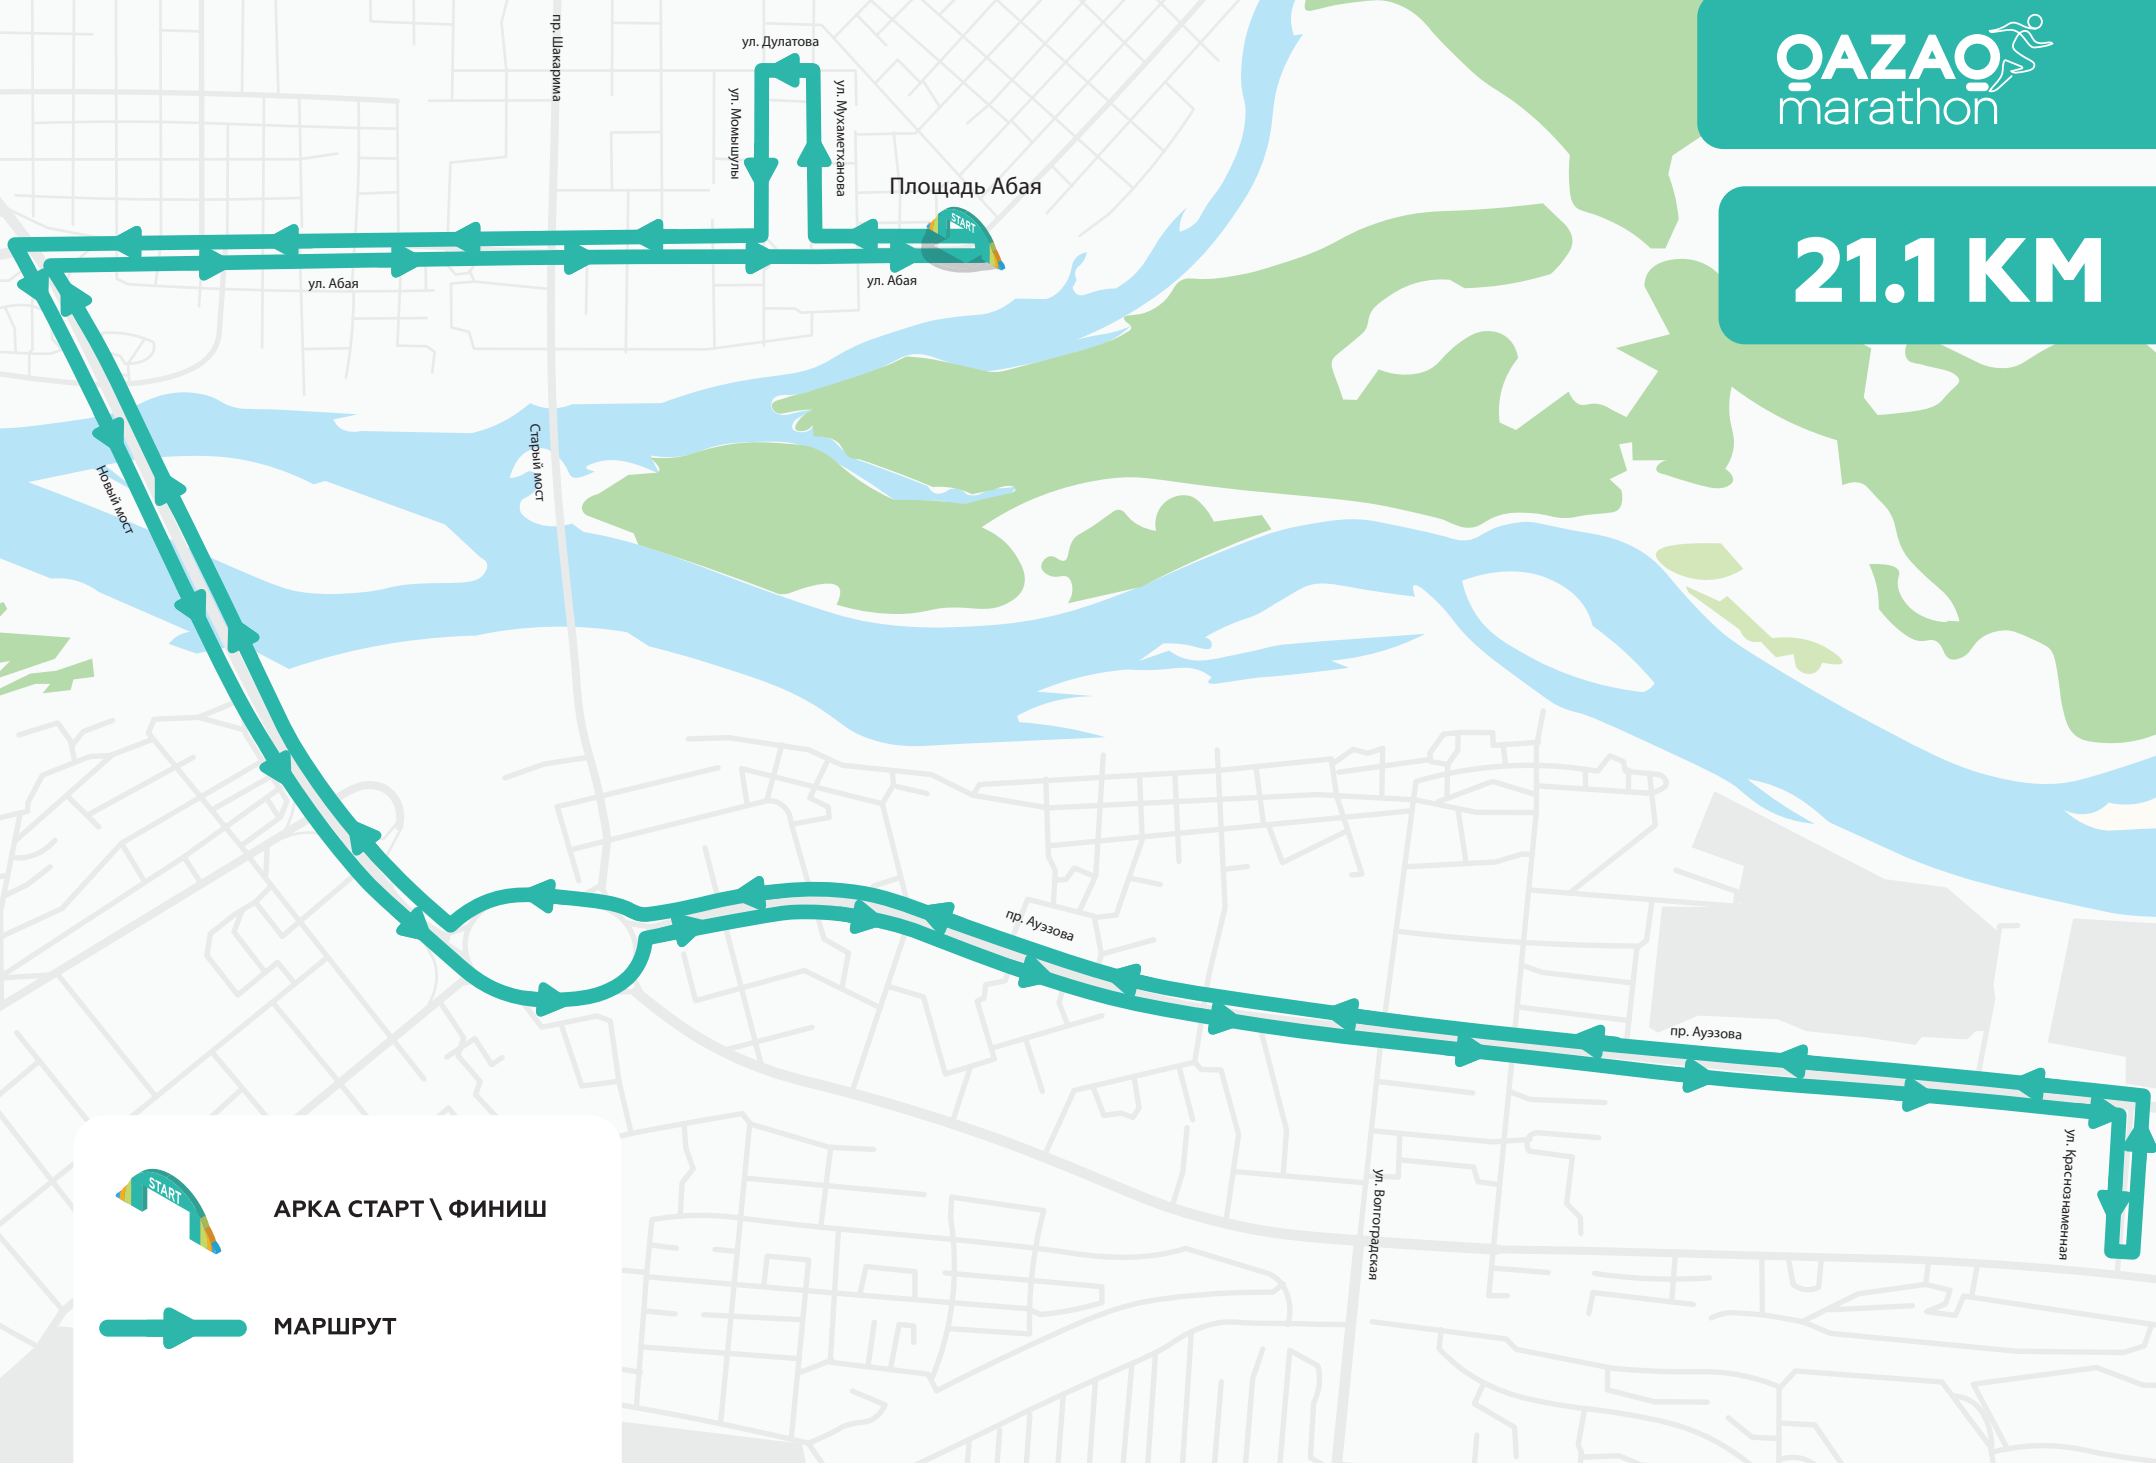 ул. Дулатова
пр. Шакарима
ул. Момышулы
ул. Мухаметханова
Площадь Абая
START
ул. Абая
ул. Абая
QAZAQ
marathon
21.1 KM
Новый мост
Старый мост
пр. Ауэзова
пр. Ауэзова
ул. Краснознаменная
ул. Волгоградская
START
АРКА СТАРТ \ ФИНИШ
МАРШРУТ